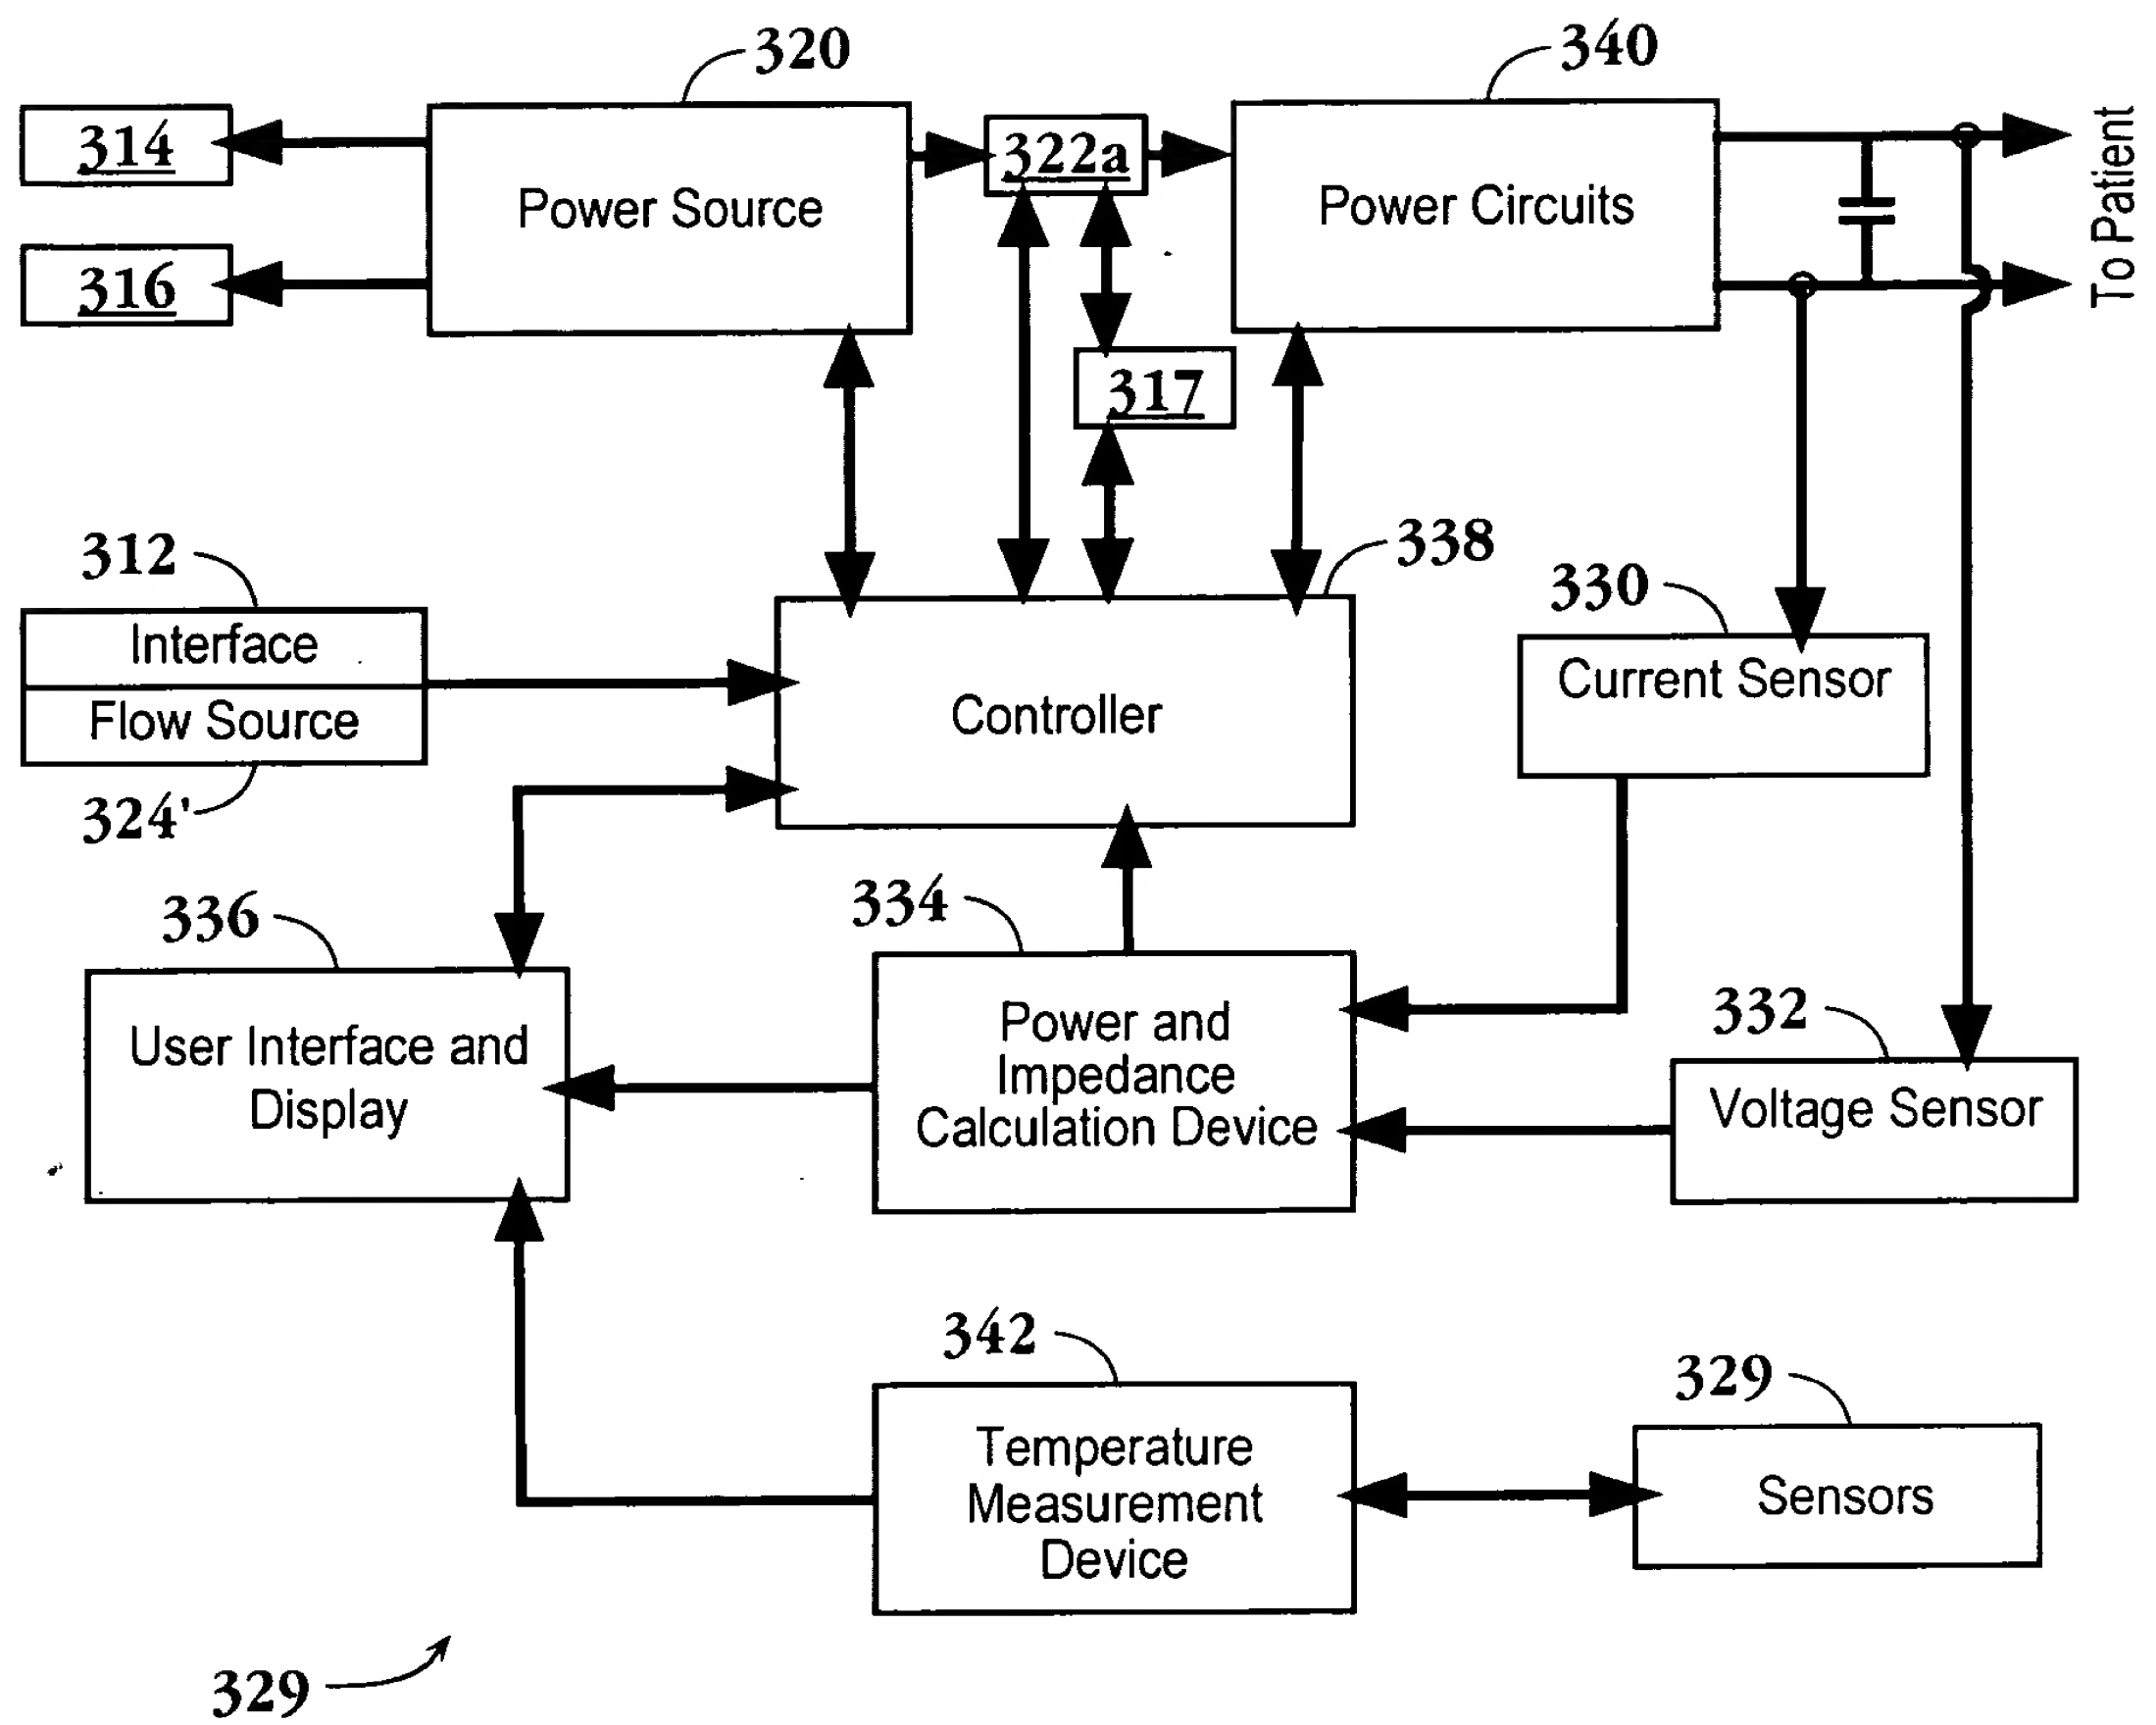 320
340
314
322a
Power Source
Power Circuits
To Patient
316
317
312
338
330
Interface
Current Sensor
Flow Source
Controller
324'
336
334
332
User Interface and
Display
Power and
Impedance
Calculation Device
Voltage Sensor
342
329
Temperature
Measurement
Device
Sensors
329